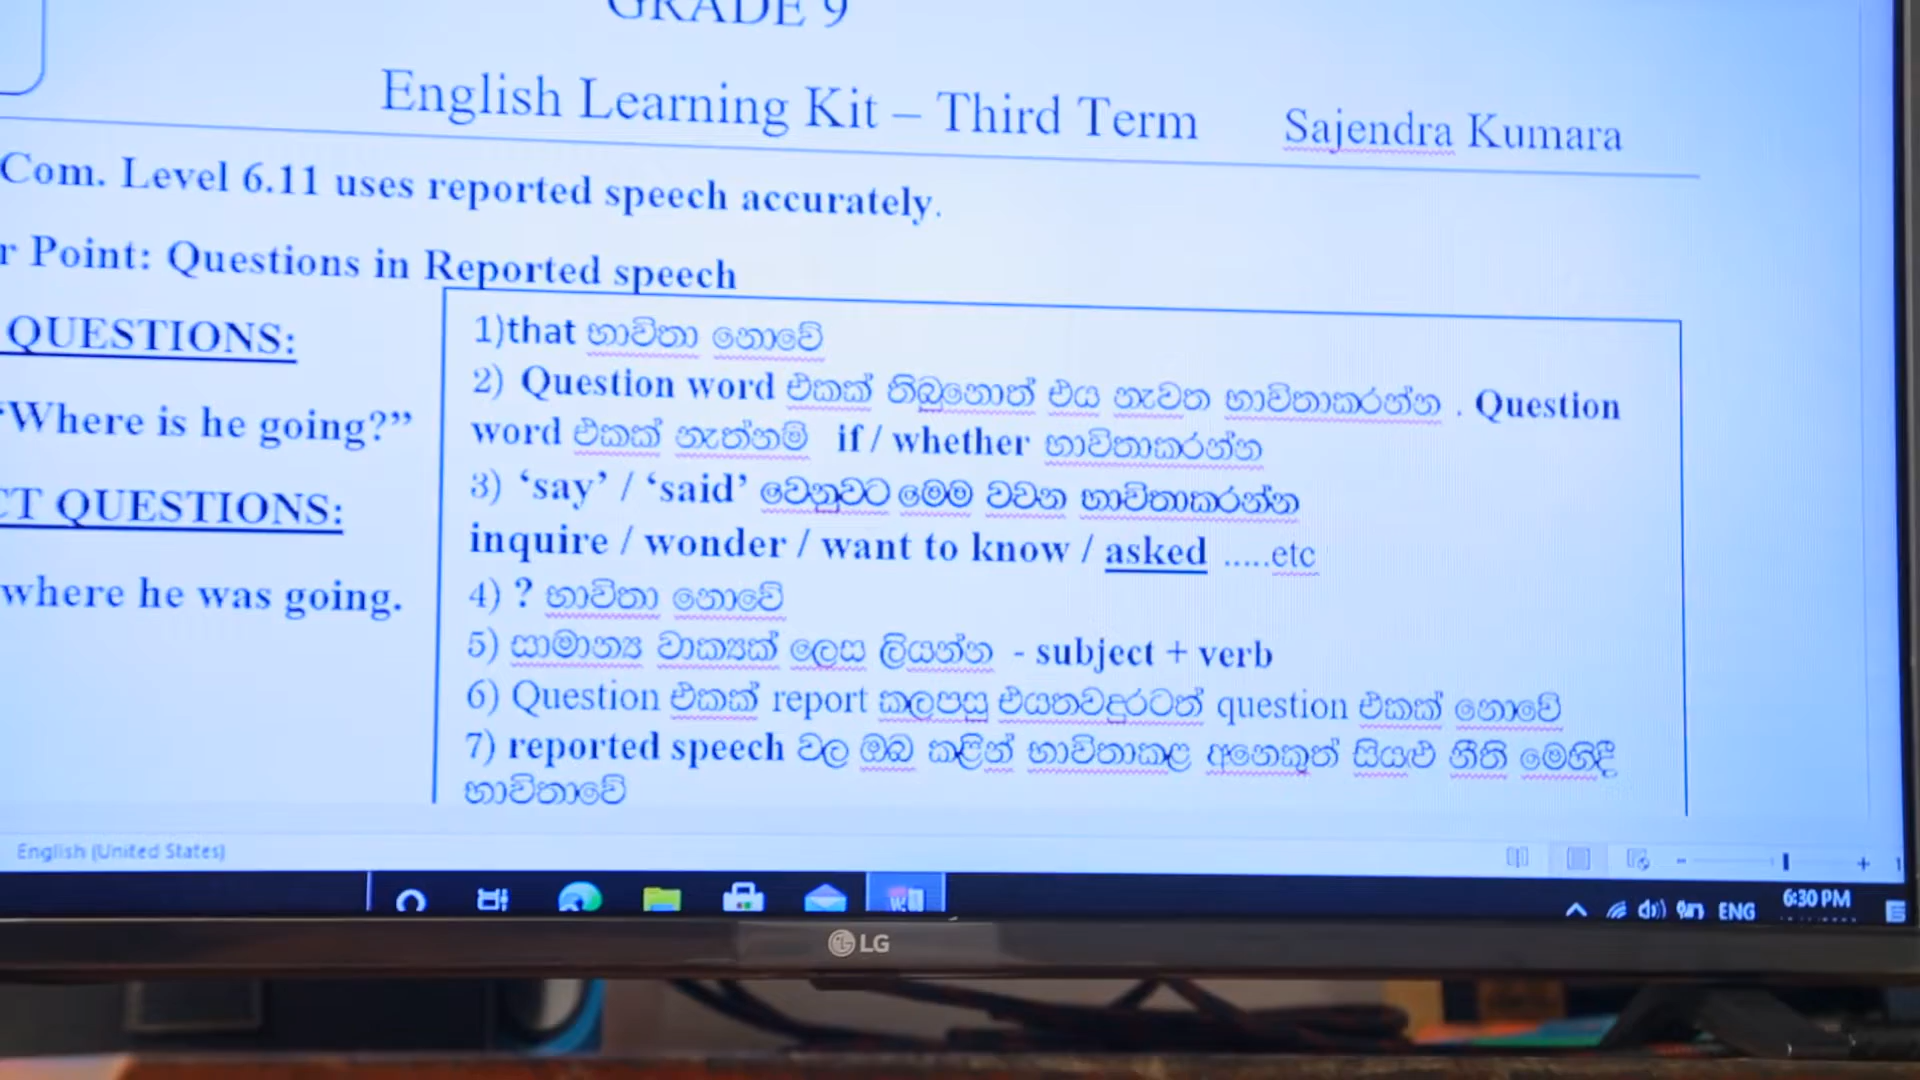 GRADE 9
English Learning Kit – Third Term Sajendra Kumara
Com. Level 6.11 uses reported speech accurately.
r Point: Questions in Reported speech
QUESTIONS:
“Where is he going?”
CT QUESTIONS:
where he was going.
1)that භාවිතා නොවේ
2) Question word එකක් තිබුනොත් එය නැවත භාවිතාකරන්න . Question
word එකක් නැත්නම් if / whether භාවිතාකරන්න
3) ‘say’ / ‘said’ වෙනුවට මෙම වචන භාවිතාකරන්න
inquire / wonder / want to know / asked .....etc
4) ? භාවිතා නොවේ
5) සාමාන්‍ය වාක්‍යක් ලෙස ලියන්න - subject + verb
6) Question එකක් report කලපසු එයතවදුරටත් question එකක් නොවේ
7) reported speech වල ඔබ කළින් භාවිතාකළ අනෙකුත් සියළු නීති මෙහිදී
භාවිතාවේ
English (United States)
ENG
6:30 PM
LG